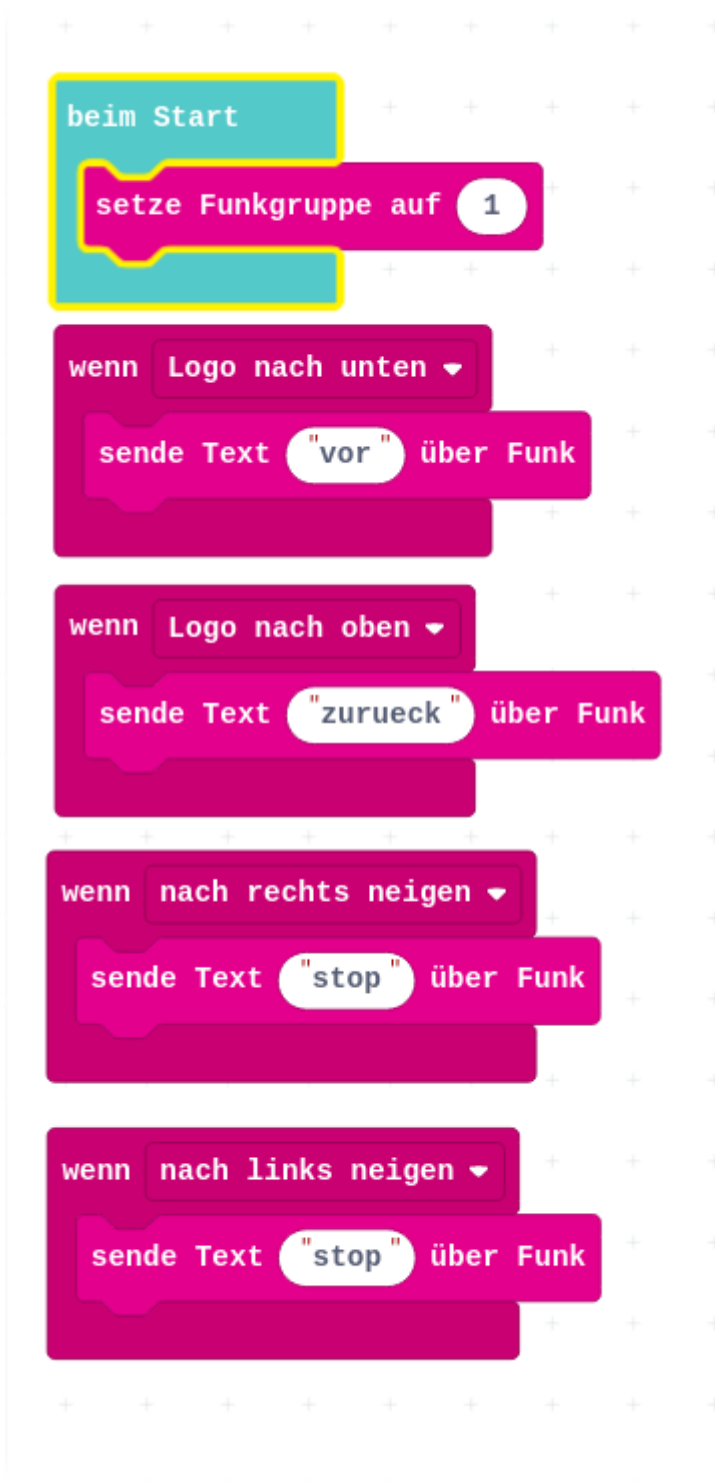 beim Start
setze Funkgruppe auf 1
wenn Logo nach unten
sende Text "vor" über Funk
wenn Logo nach oben
sende Text "zurueck" über Funk
wenn nach rechts neigen
sende Text "stop" über Funk
wenn nach links neigen
sende Text "stop" über Funk